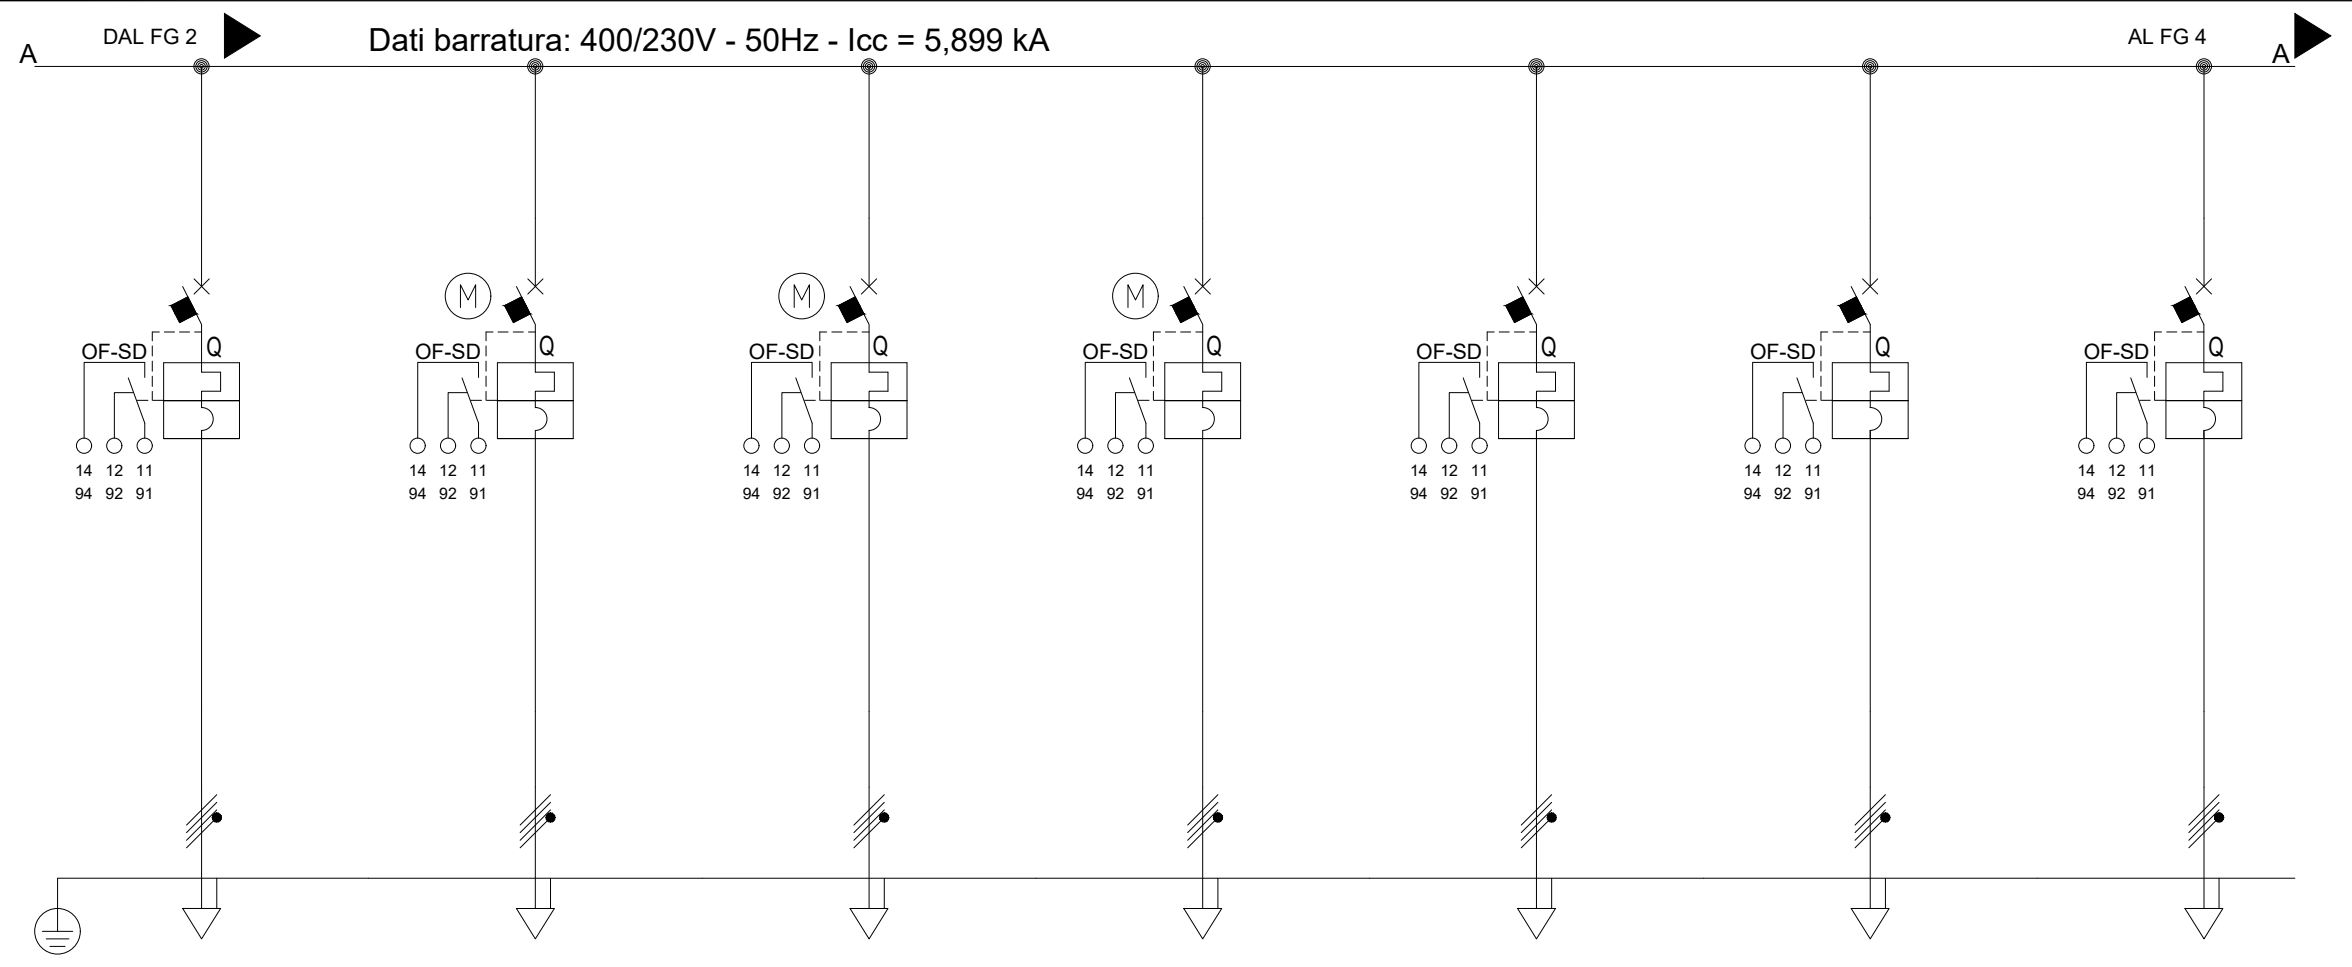 DAL FG 2
Dati barratura: 400/230V - 50Hz - Icc = 5,899 kA
AL FG 4
A
A
M M M
OF-SD Q OF-SD Q OF-SD Q OF-SD Q OF-SD Q OF-SD Q OF-SD Q
14 12 11 14 12 11 14 12 11 14 12 11 14 12 11 14 12 11 14 12 11
94 92 91 94 92 91 94 92 91 94 92 91 94 92 91 94 92 91 94 92 91